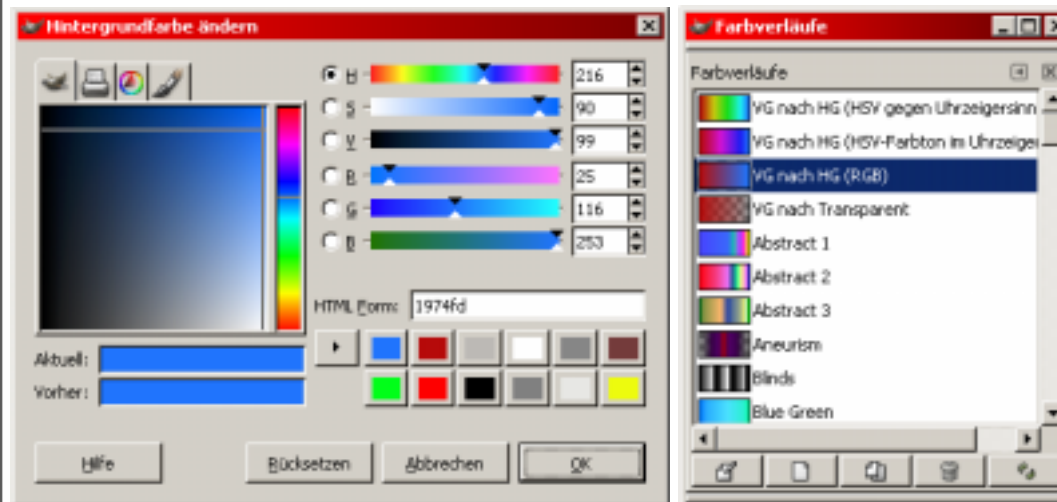 Hintergrundfarbe ändern
H 216
S 90
V 99
R 25
G 116
B 253
HTML Form: 1974fd
Aktuell:
Vorher:
Hilfe
Rücksetzen
Abbrechen
OK
Farbverläufe
Farbverläufe
VG nach HG (HSV gegen Uhrzeigersinn
VG nach HG (HSV-Farbton im Uhrzeiger
VG nach HG (RGB)
VG nach Transparent
Abstract 1
Abstract 2
Abstract 3
Aneurism
Blinds
Blue Green